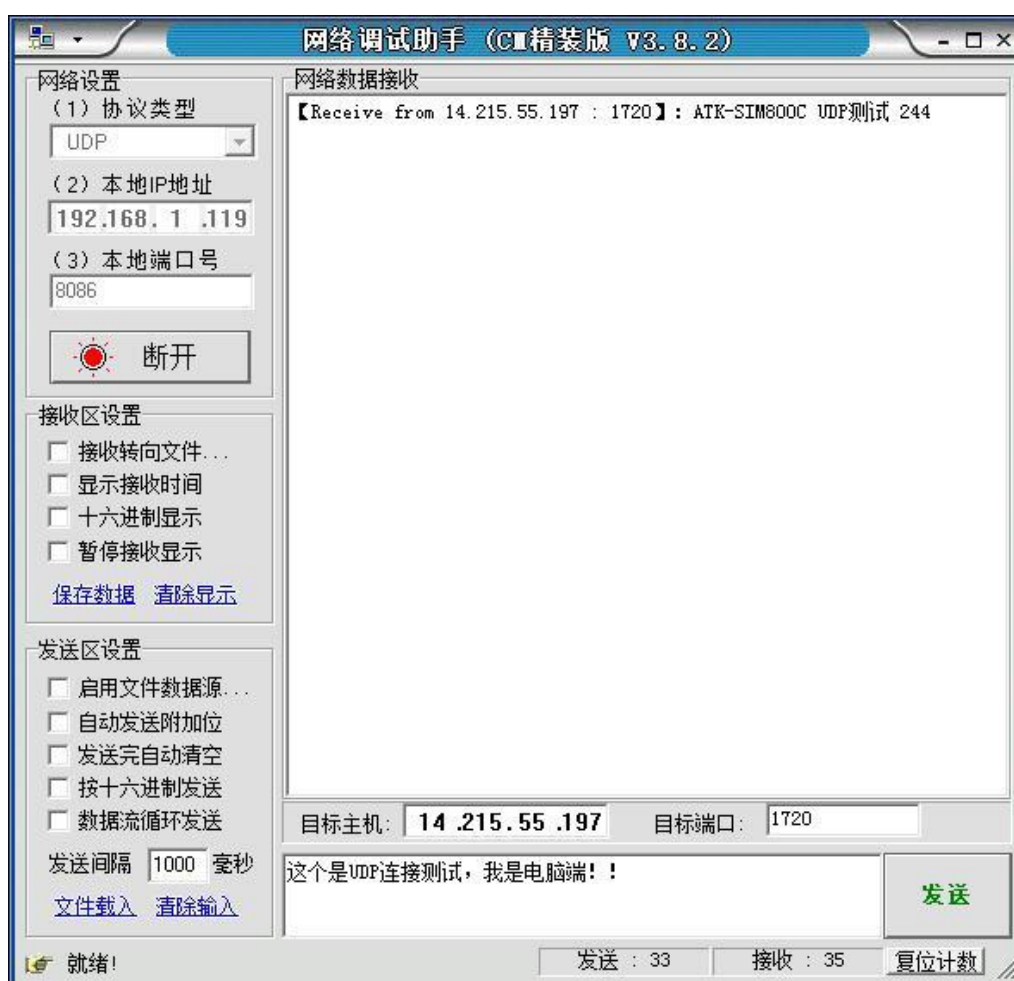 网络调试助手 (CⅢ精装版 V3.8.2)
网络设置
(1) 协议类型
UDP
(2) 本地IP地址
192.168. 1 .119
(3) 本地端口号
8086
断开
接收区设置
接收转向文件...
显示接收时间
十六进制显示
暂停接收显示
保存数据 清除显示
发送区设置
启用文件数据源...
自动发送附加位
发送完自动清空
按十六进制发送
数据流循环发送
发送间隔 1000 毫秒
文件载入 清除输入
网络数据接收
【Receive from 14.215.55.197 : 1720】: ATK-SIM800C UDP测试 244
目标主机: 14 .215.55 .197 目标端口: 1720
这个是UDP连接测试，我是电脑端！！
发送
就绪! 发送 : 33 接收 : 35 复位计数